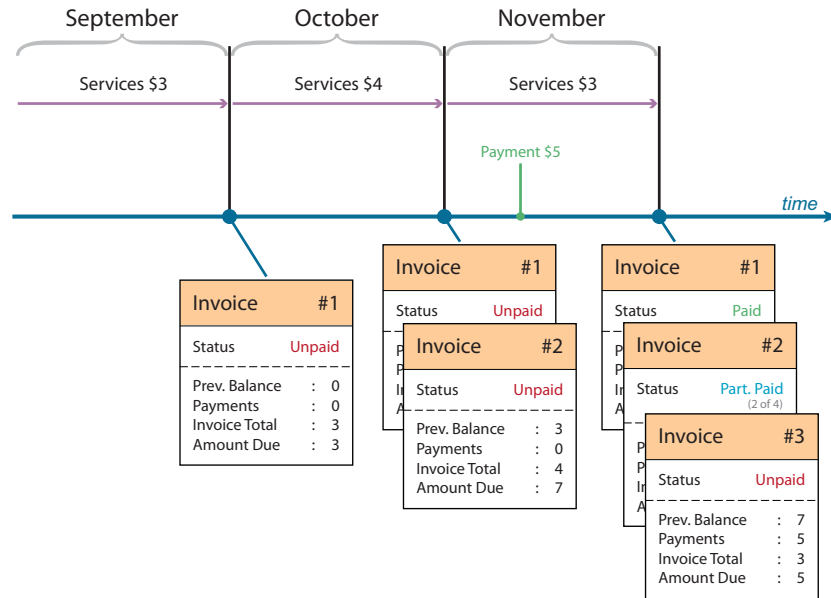 September
October
November
Services $3
Services $4
Services $3
Payment $5
time
Invoice #1
Status Unpaid
Prev. Balance : 0
Payments : 0
Invoice Total : 3
Amount Due : 3
Invoice #1
Status Unpaid
P
P
I
A
Invoice #2
Status Unpaid
Prev. Balance : 3
Payments : 0
Invoice Total : 4
Amount Due : 7
Invoice #1
Status Paid
P
P
I
A
Invoice #2
Status Part. Paid
(2 of 4)
P
P
I
A
Invoice #3
Status Unpaid
Prev. Balance : 7
Payments : 5
Invoice Total : 3
Amount Due : 5